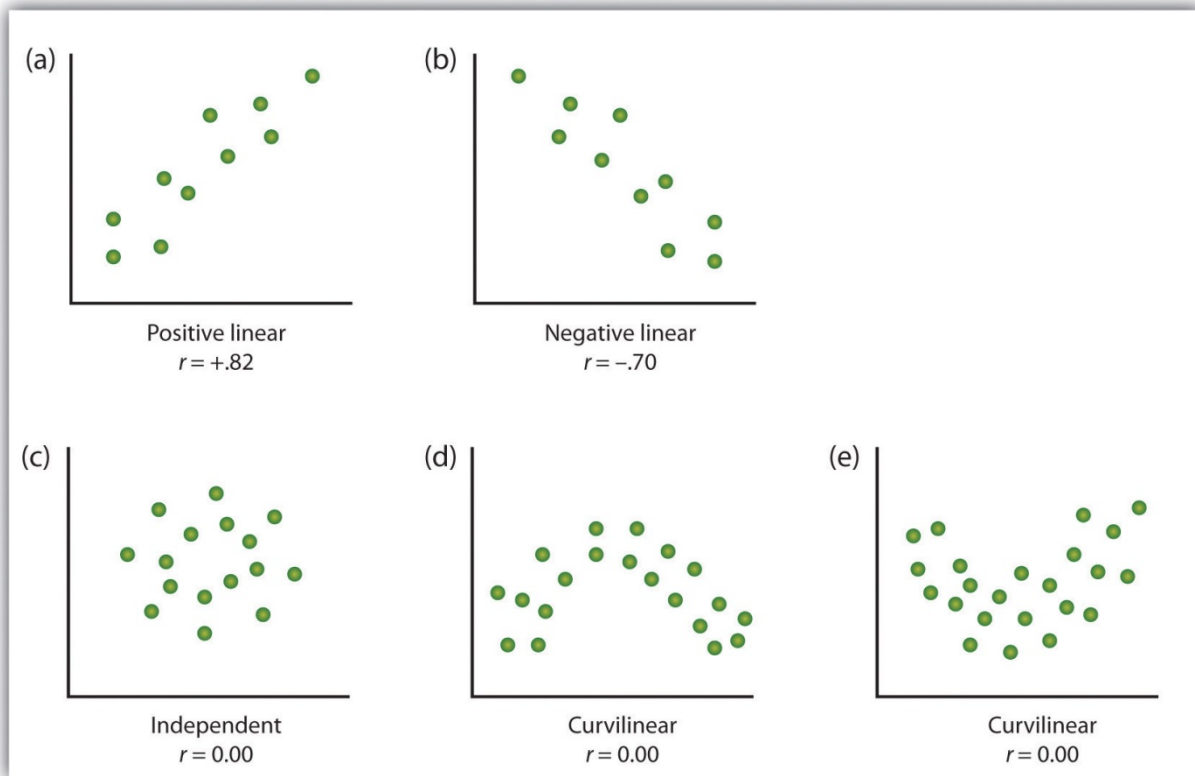 (a)
Positive linear
r = +.82
(b)
Negative linear
r = –.70
(c)
Independent
r = 0.00
(d)
Curvilinear
r = 0.00
(e)
Curvilinear
r = 0.00